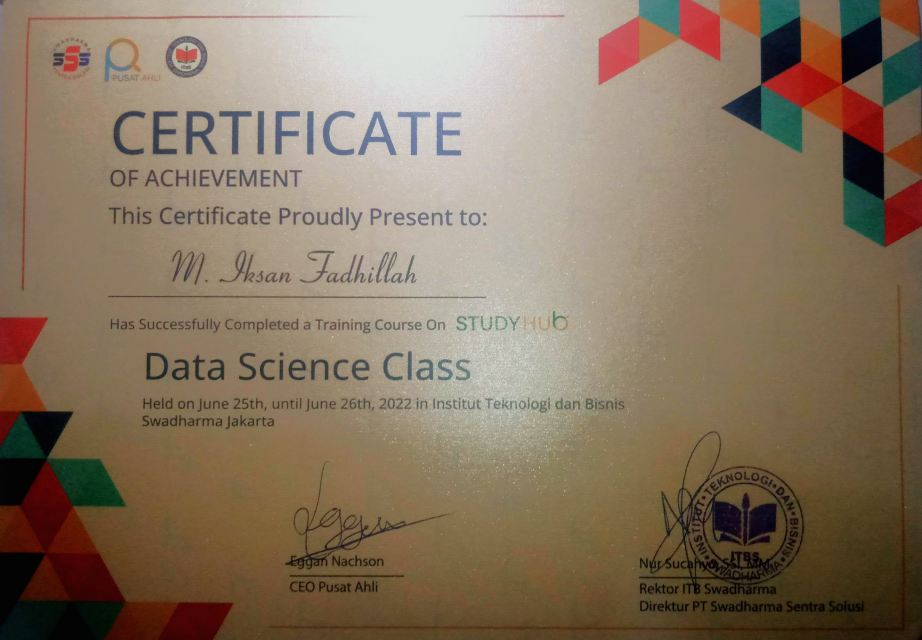 PUSAT AHLI
CERTIFICATE
OF ACHIEVEMENT
This Certificate Proudly Present to:
M. Iksan Fadhillah
Has Successfully Completed a Training Course On STUDYHUb
Data Science Class
Held on June 25th, until June 26th, 2022 in Institut Teknologi dan Bisnis
Swadharma Jakarta
INSTITUT TEKNOLOGI DAN BISNIS
ITBS
SWADHARMA
Eggan Nachson
CEO Pusat Ahli
Nur Sucahyo, SSi, MM
Rektor ITB Swadharma
Direktur PT Swadharma Sentra Solusi